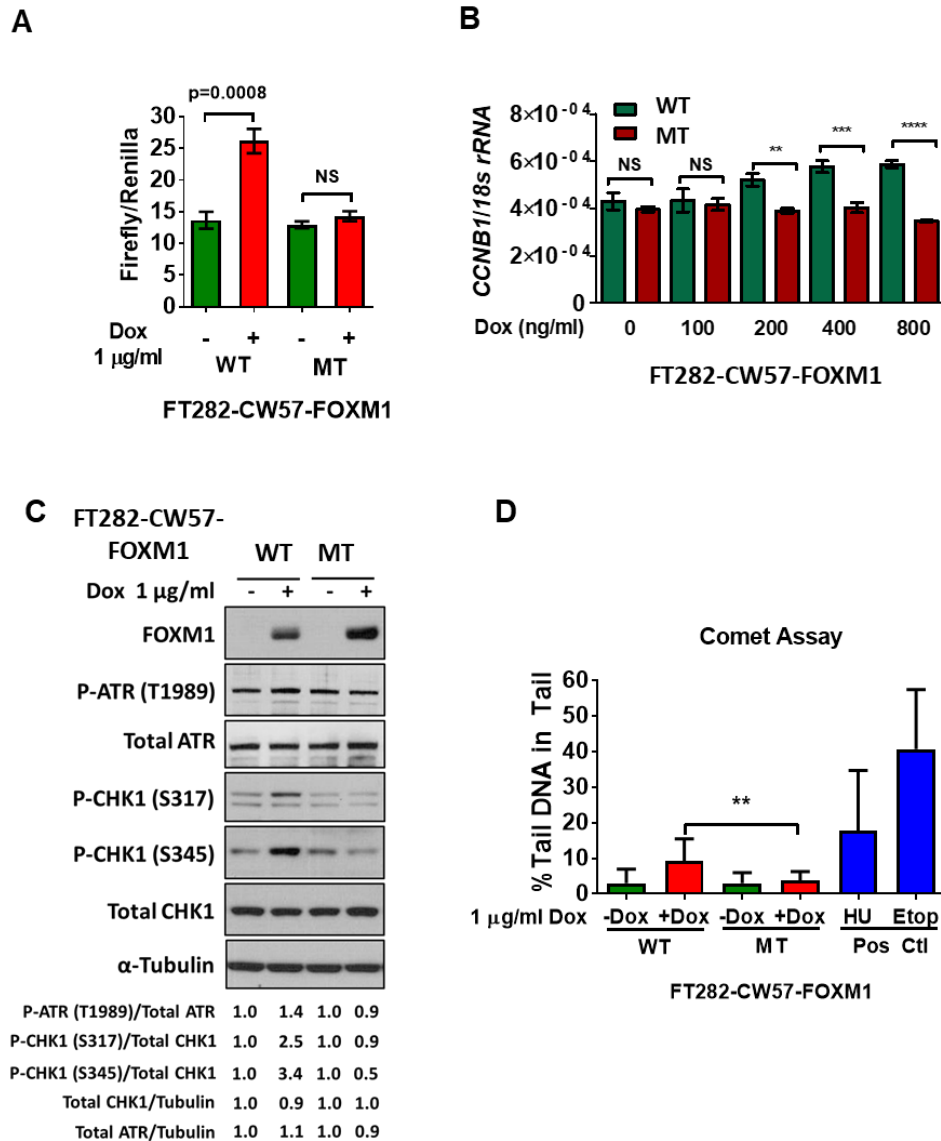 A
p=0.0008
NS
Firefly/Renilla
30
25
20
15
10
5
0
Dox
1 μg/ml
- + - +
WT MT
FT282-CW57-FOXM1
B
WT
MT
NS NS ** *** ****
CCNB1/18s rRNA
8×10-04
6×10-04
4×10-04
2×10-04
0
Dox (ng/ml) 0 100 200 400 800
FT282-CW57-FOXM1
C
FT282-CW57-
FOXM1
WT MT
Dox 1 μg/ml - + - +
FOXM1
P-ATR (T1989)
Total ATR
P-CHK1 (S317)
P-CHK1 (S345)
Total CHK1
α-Tubulin
P-ATR (T1989)/Total ATR 1.0 1.4 1.0 0.9
P-CHK1 (S317)/Total CHK1 1.0 2.5 1.0 0.9
P-CHK1 (S345)/Total CHK1 1.0 3.4 1.0 0.5
Total CHK1/Tubulin 1.0 0.9 1.0 1.0
Total ATR/Tubulin 1.0 1.1 1.0 0.9
D
Comet Assay
% Tail DNA in Tail
60
50
40
30
20
10
0
**
1 μg/ml Dox -Dox +Dox -Dox +Dox HU Etop
WT MT Pos Ctl
FT282-CW57-FOXM1